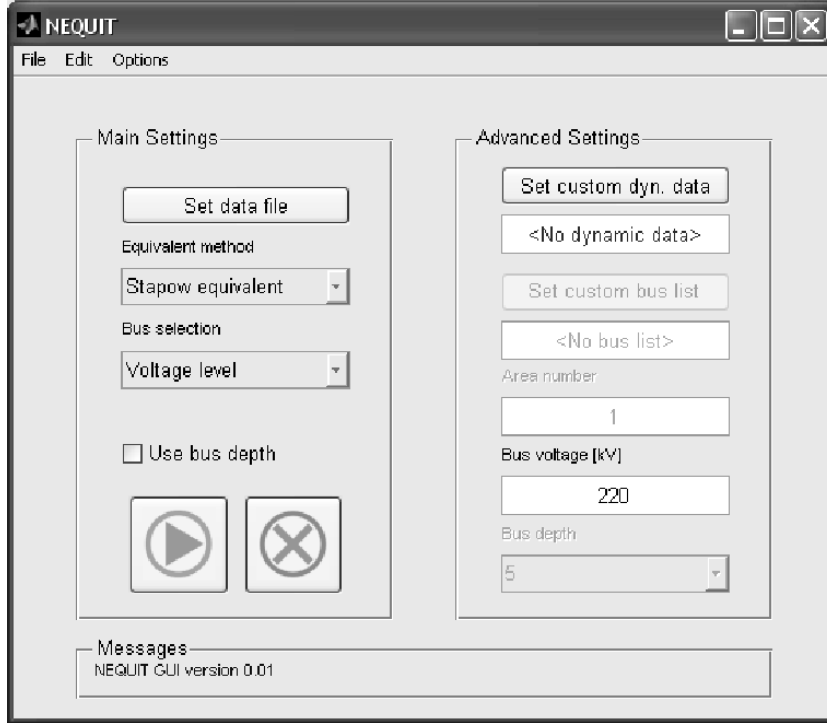 NEQUIT
File Edit Options
Main Settings
Set data file
Equivalent method
Stapow equivalent
Bus selection
Voltage level
Use bus depth
Advanced Settings
Set custom dyn. data
<No dynamic data>
Set custom bus list
<No bus list>
Area number
1
Bus voltage [kV]
220
Bus depth
5
Messages
NEQUIT GUI version 0.01